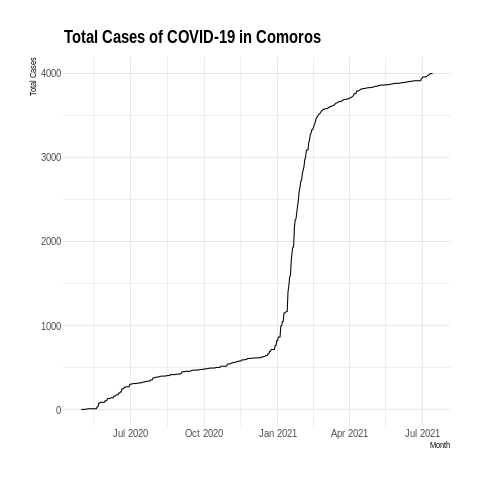 Total Cases of COVID-19 in Comoros
Total Cases
4000
3000
2000
1000
0
Jul 2020 Oct 2020 Jan 2021 Apr 2021 Jul 2021
Month